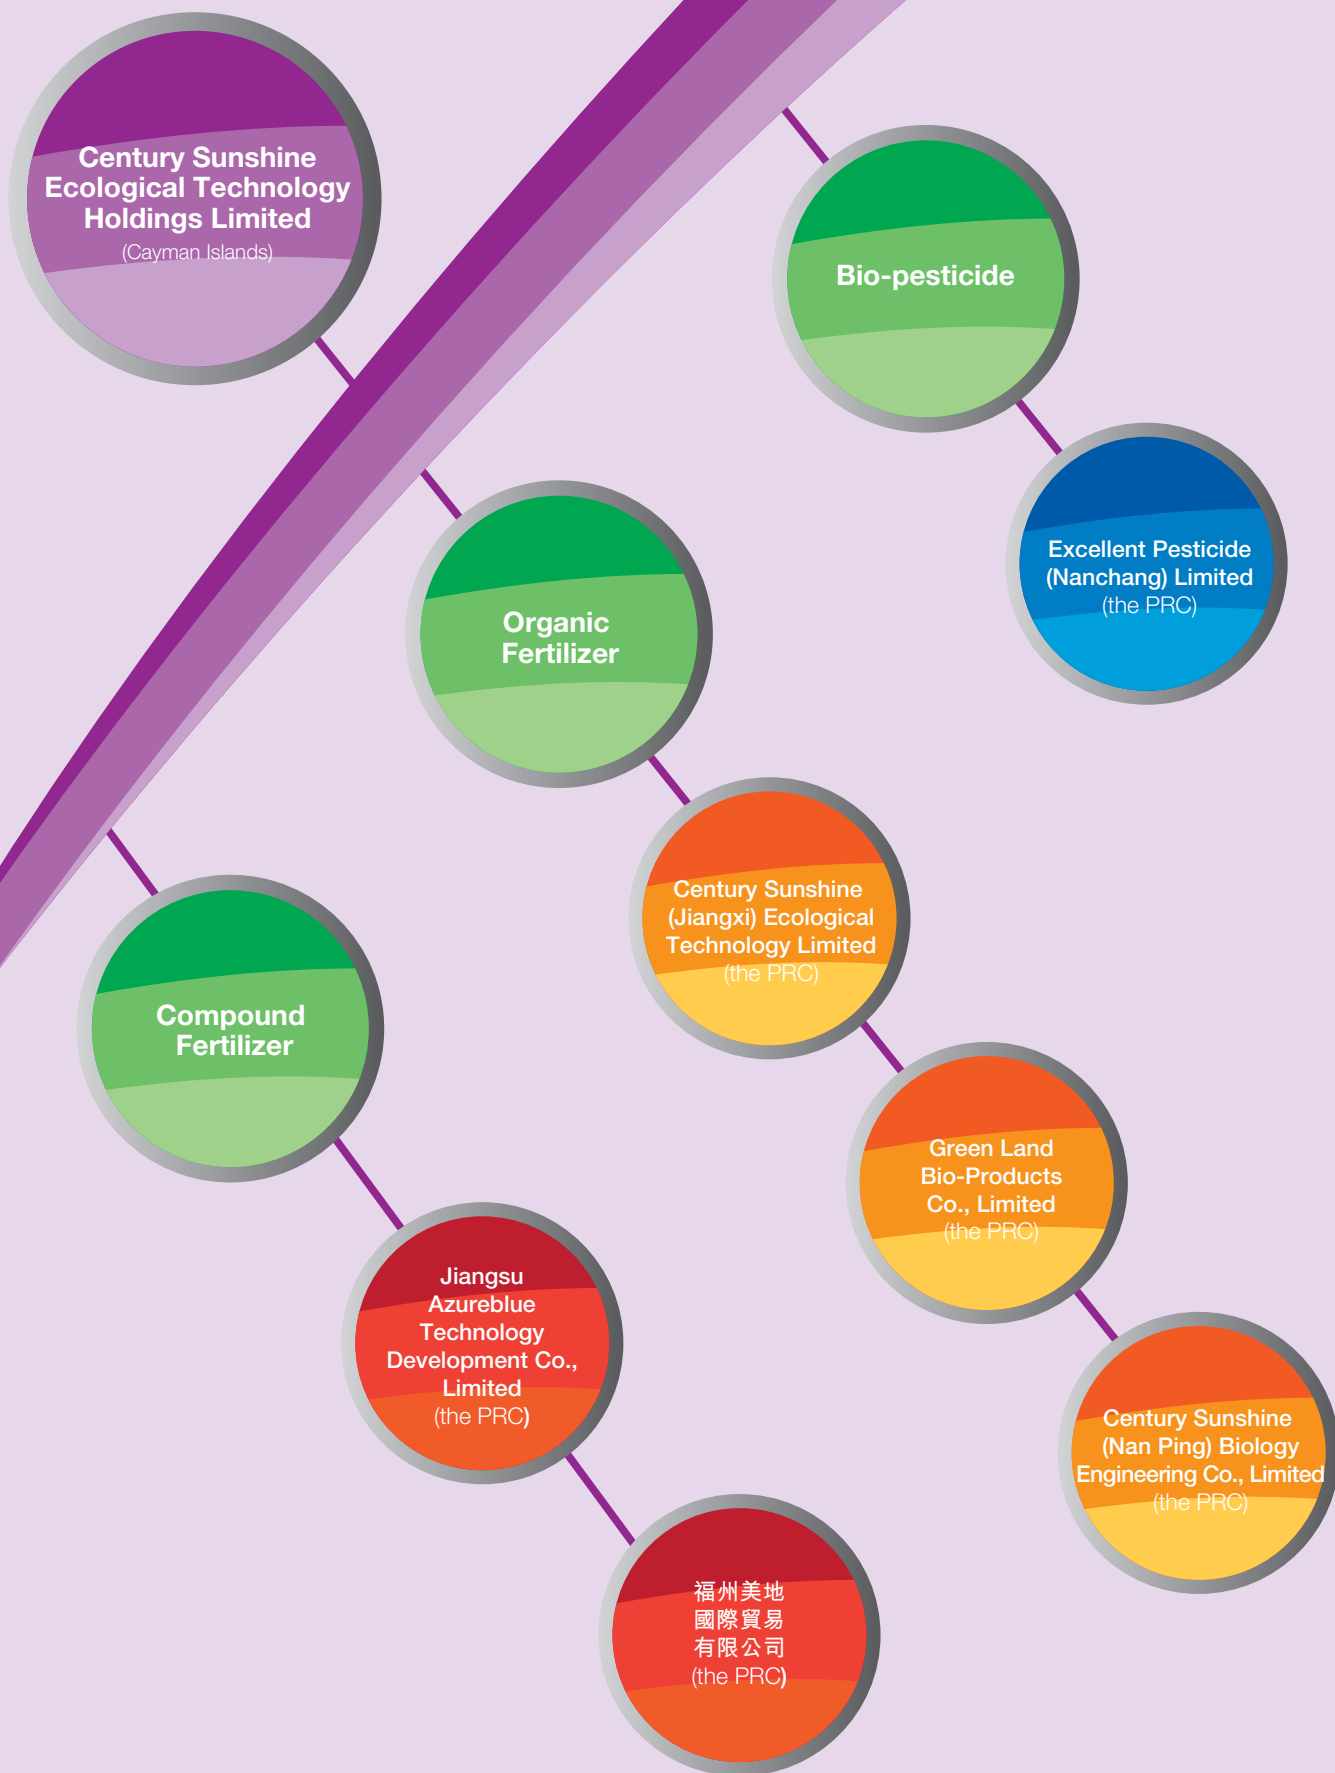 Century Sunshine
Ecological Technology
Holdings Limited
(Cayman Islands)
Bio-pesticide
Excellent Pesticide
(Nanchang) Limited
(the PRC)
Organic
Fertilizer
Century Sunshine
(Jiangxi) Ecological
Technology Limited
(the PRC)
Green Land
Bio-Products
Co., Limited
(the PRC)
Century Sunshine
(Nan Ping) Biology
Engineering Co., Limited
(the PRC)
Compound
Fertilizer
Jiangsu
Azureblue
Technology
Development Co.,
Limited
(the PRC)
福州美地
國際貿易
有限公司
(the PRC)